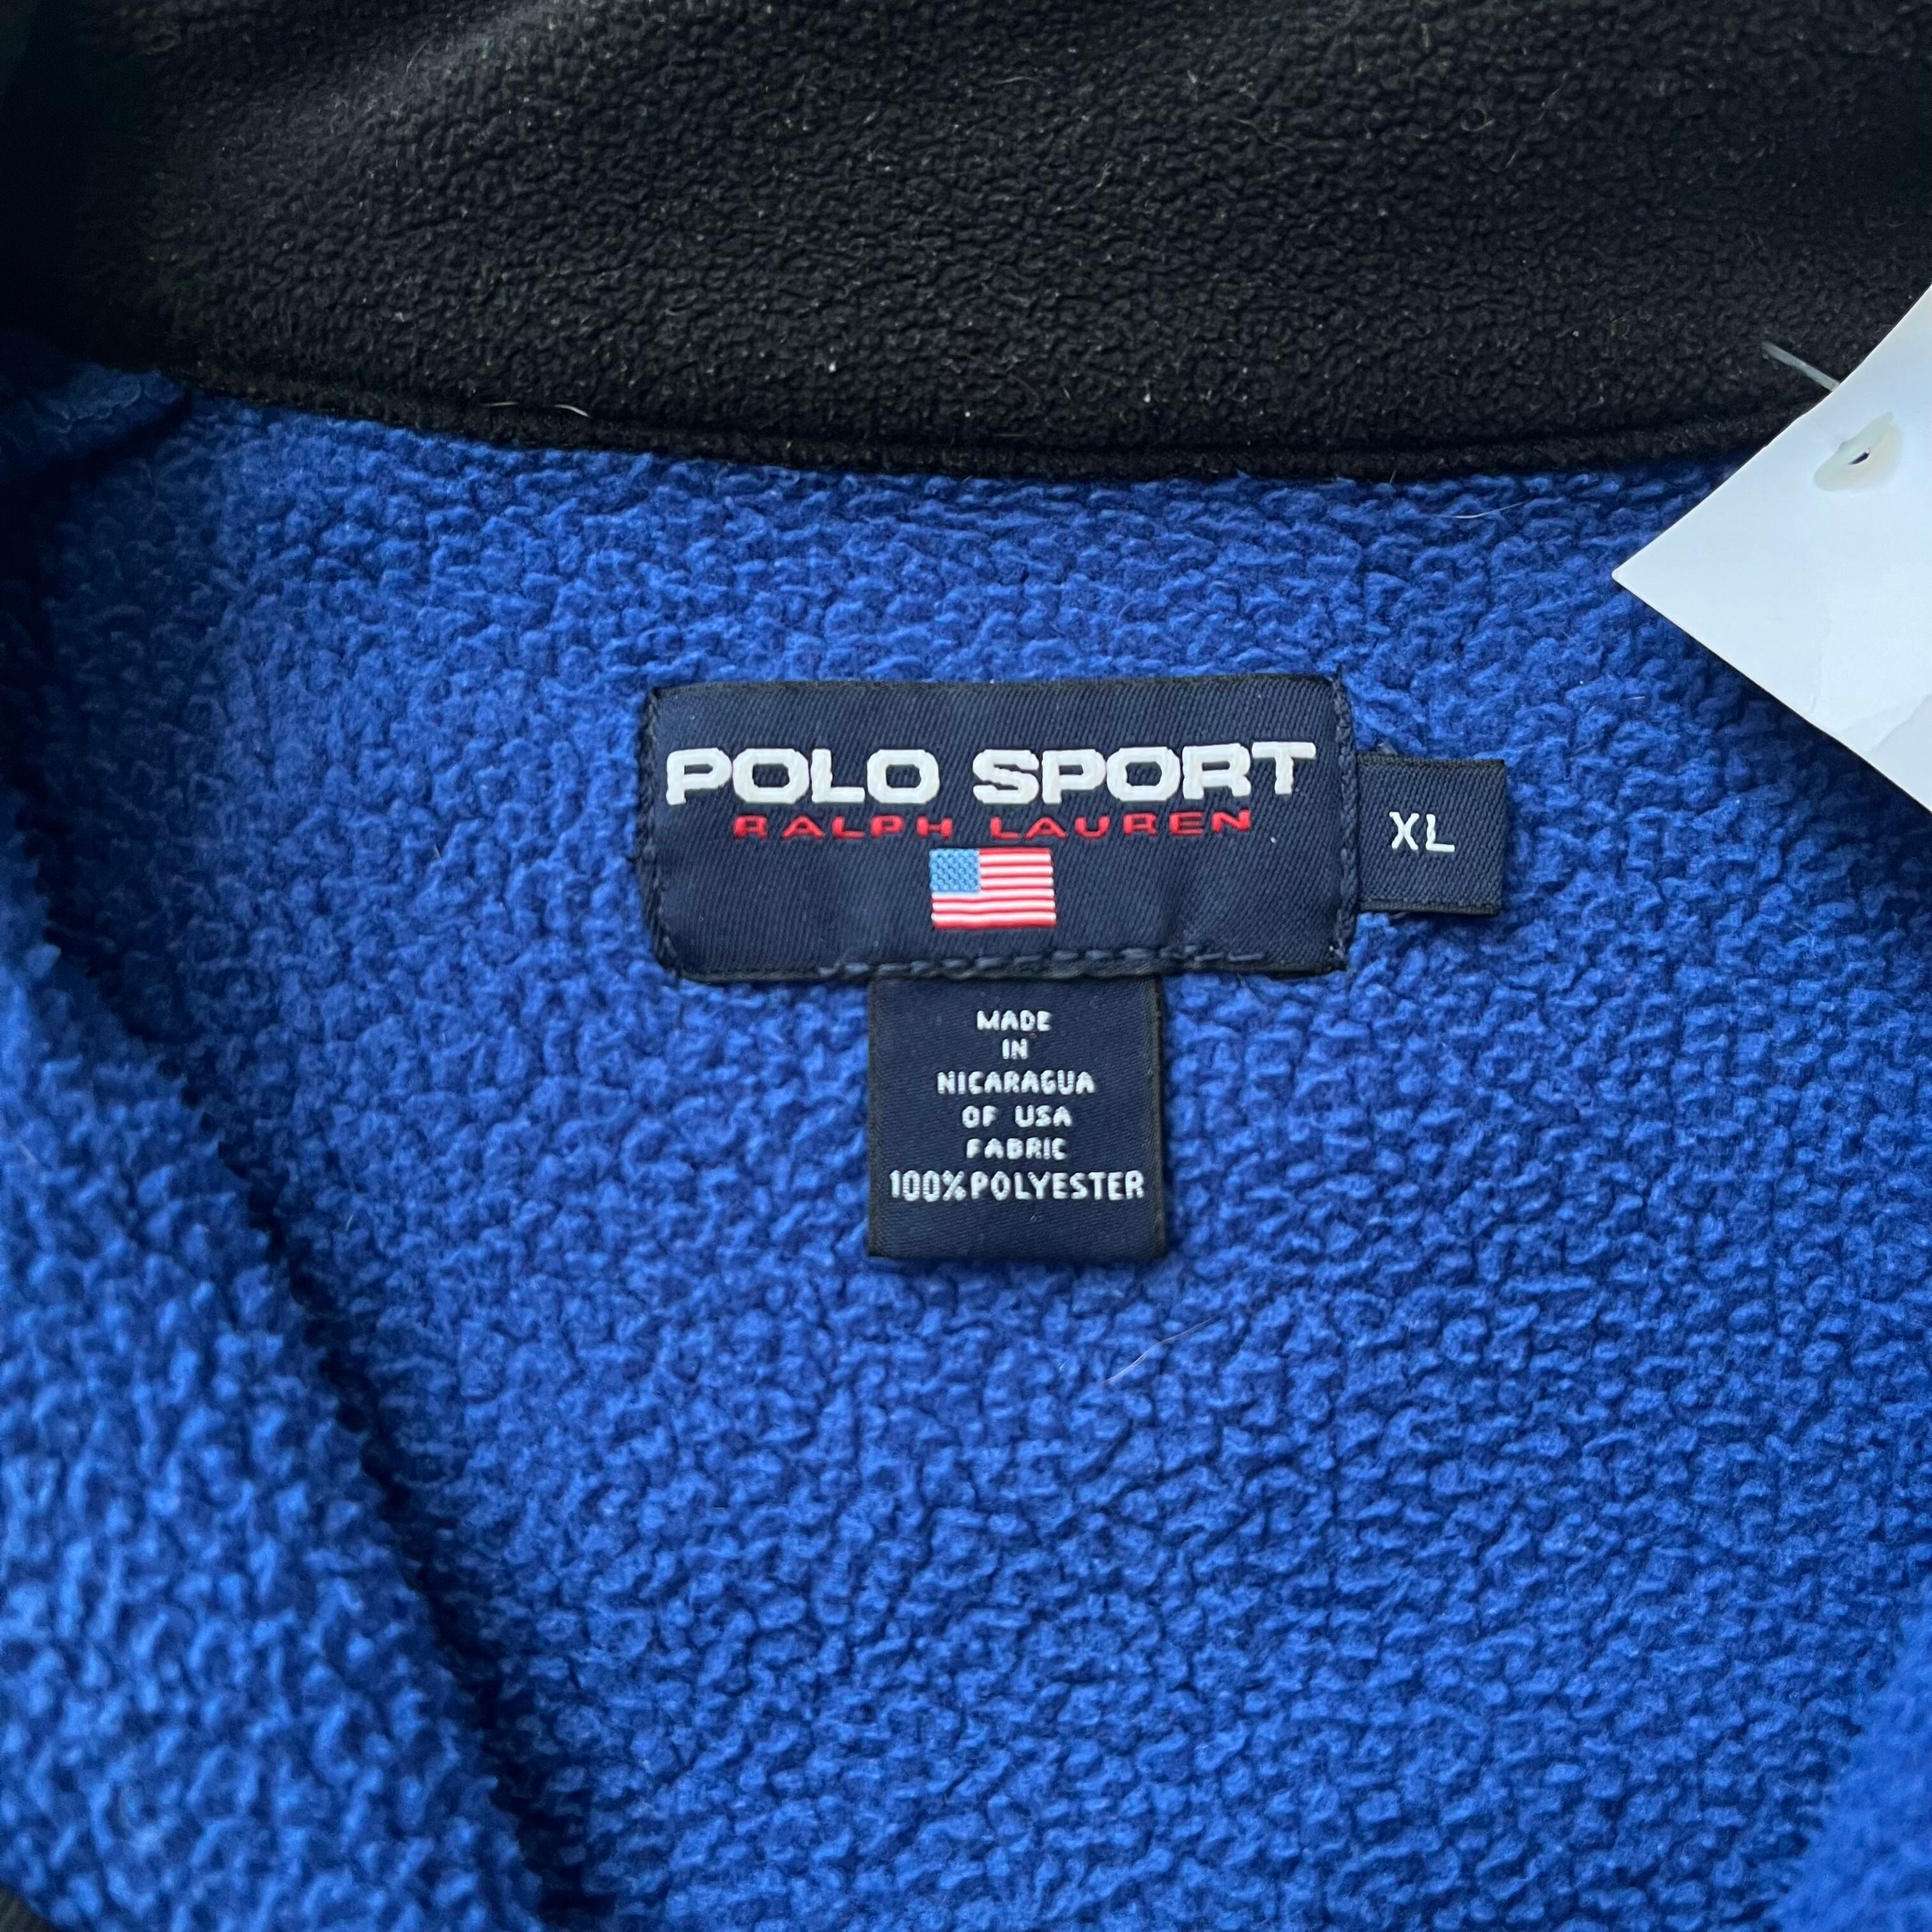 POLO SPORT
RALPH LAUREN
XL
MADE
IN
NICARAGUA
OF USA
FABRIC
100%POLYESTER